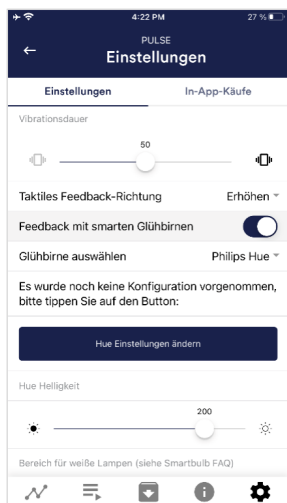 4:22 PM
27 %
PULSE
Einstellungen
Einstellungen
In-App-Käufe
Vibrationsdauer
50
Taktiles Feedback-Richtung
Erhöhen
Feedback mit smarten Glühbirnen
Glühbirne auswählen
Philips Hue
Es wurde noch keine Konfiguration vorgenommen,
bitte tippen Sie auf den Button:
Hue Einstellungen ändern
Hue Helligkeit
200
Bereich für weiße Lampen (siehe Smartbulb FAQ)